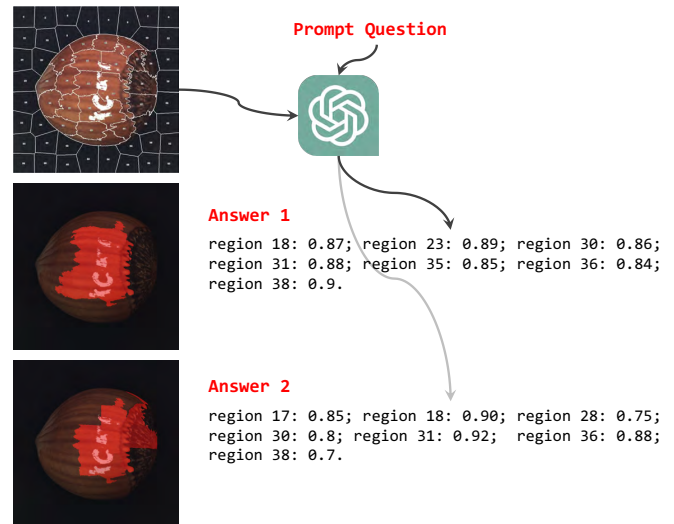 Prompt Question
Answer 1
region 18: 0.87; region 23: 0.89; region 30: 0.86;
region 31: 0.88; region 35: 0.85; region 36: 0.84;
region 38: 0.9.
Answer 2
region 17: 0.85; region 18: 0.90; region 28: 0.75;
region 30: 0.8; region 31: 0.92; region 36: 0.88;
region 38: 0.7.